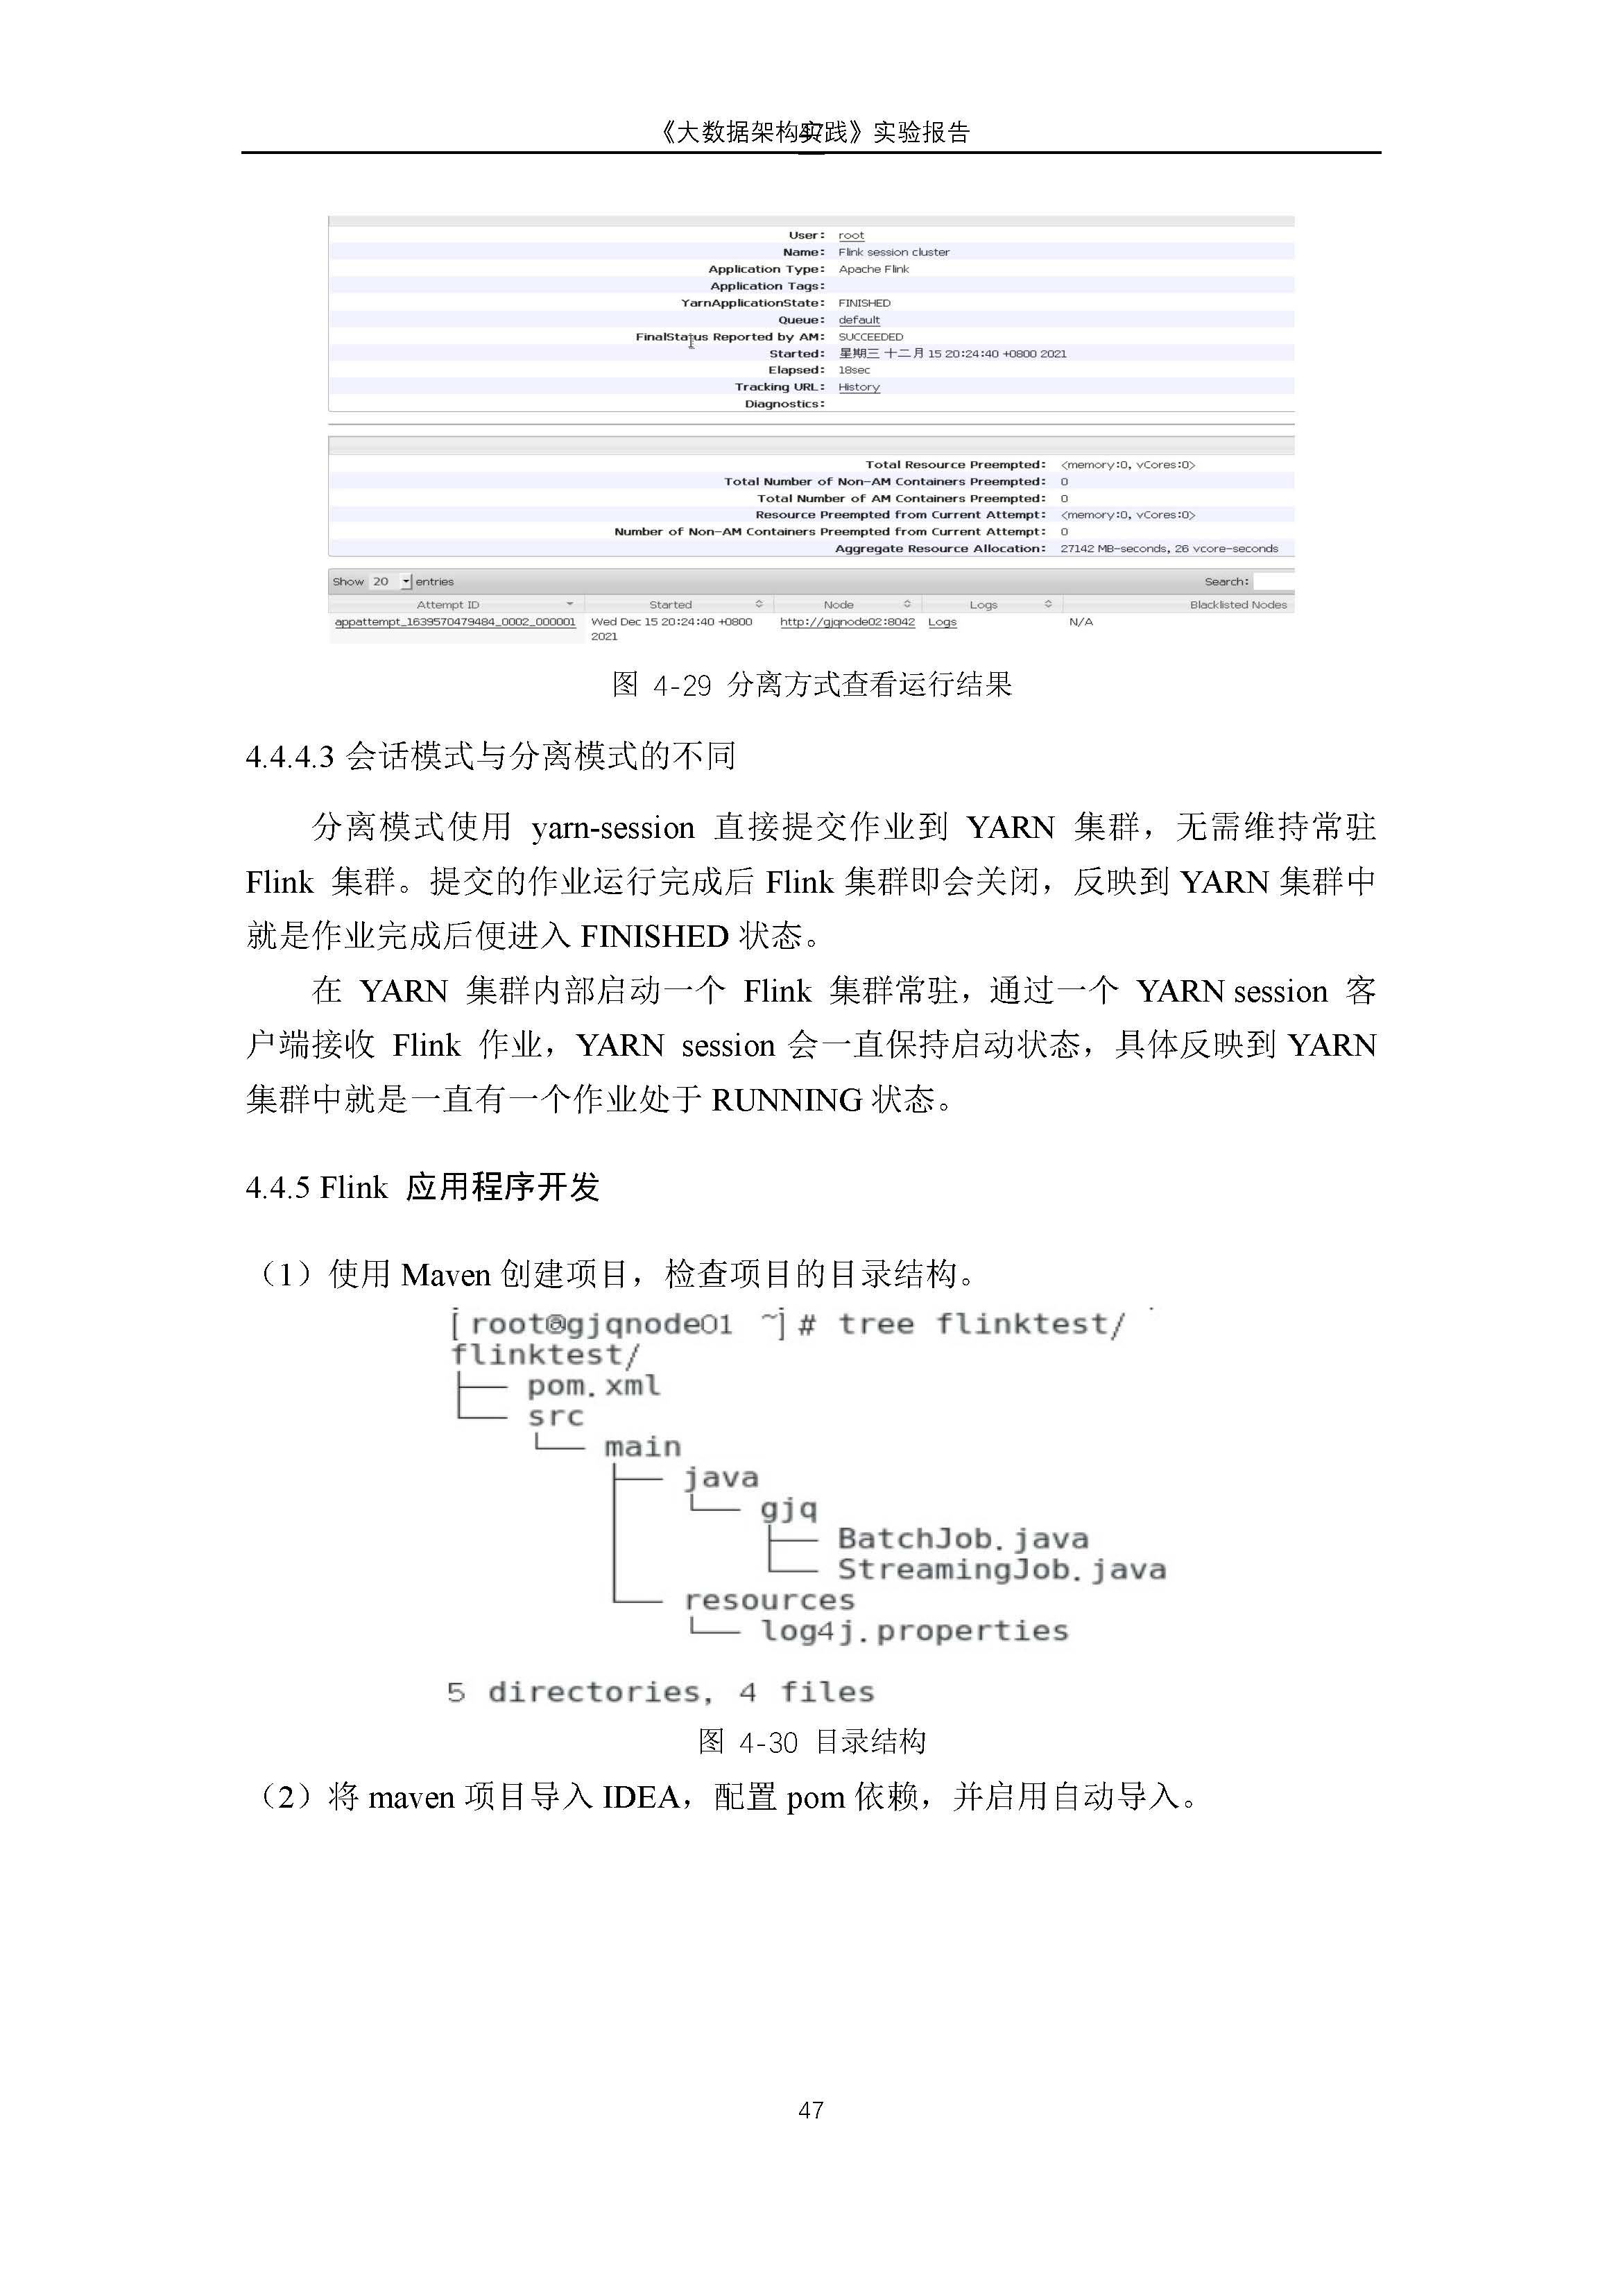 《大数据架构实践》实验报告
47
User: root
Name: Flink session cluster
Application Type: Apache Flink
Application Tags:
YarnApplicationState: FINISHED
Queue: default
FinalStatus Reported by AM: SUCCEEDED
Started: 星期三 十二月 15 20:24:40 +0800 2021
Elapsed: 18sec
Tracking URL: History
Diagnostics:
Total Resource Preempted: <memory:0, vCores:0>
Total Number of Non-AM Containers Preempted: 0
Total Number of AM Containers Preempted: 0
Resource Preempted from Current Attempt: <memory:0, vCores:0>
Number of Non-AM Containers Preempted from Current Attempt: 0
Aggregate Resource Allocation: 27142 MB-seconds, 26 vcore-seconds
Show 20 entries Search:
Attempt ID Started Node Logs Blacklisted Nodes
appattempt_1639570479484_0002_000001 Wed Dec 15 20:24:40 +0800 http://gjqnode02:8042 Logs N/A
2021
图 4-29 分离方式查看运行结果
4.4.4.3 会话模式与分离模式的不同
分离模式使用 yarn-session 直接提交作业到 YARN 集群，无需维持常驻
Flink 集群。提交的作业运行完成后 Flink 集群即会关闭，反映到 YARN 集群中
就是作业完成后便进入 FINISHED 状态。
在 YARN 集群内部启动一个 Flink 集群常驻，通过一个 YARN session 客
户端接收 Flink 作业，YARN session 会一直保持启动状态，具体反映到 YARN
集群中就是一直有一个作业处于 RUNNING 状态。
4.4.5 Flink 应用程序开发
（1）使用 Maven 创建项目，检查项目的目录结构。
[root@gjqnode01 ~]# tree flinktest/
flinktest/
├── pom.xml
└── src
    └── main
        ├── java
        │   └── gjq
        │       ├── BatchJob.java
        │       └── StreamingJob.java
        └── resources
            └── log4j.properties
5 directories, 4 files
图 4-30 目录结构
（2）将 maven 项目导入 IDEA，配置 pom 依赖，并启用自动导入。
47